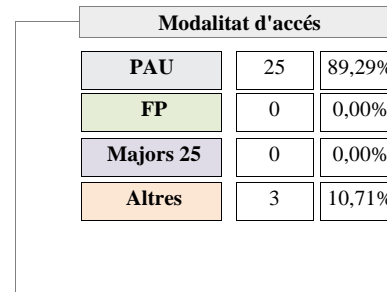 Modalitat d'accés
PAU 25 89,29%
FP 0 0,00%
Majors 25 0 0,00%
Altres 3 10,71%